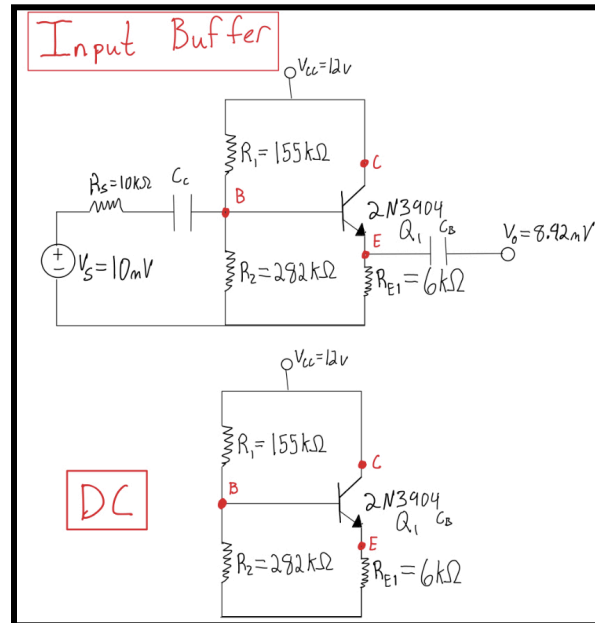 Input Buffer
Vcc=12v
R1=155kΩ
C
Rs=10kΩ
Cc
B
2N3904
Q1
CB
Vo=8.92mV
E
Vs=10mV
R2=282kΩ
RE1=6kΩ
Vcc=12v
R1=155kΩ
C
DC
B
2N3904
Q1
CB
E
R2=282kΩ
RE1=6kΩ